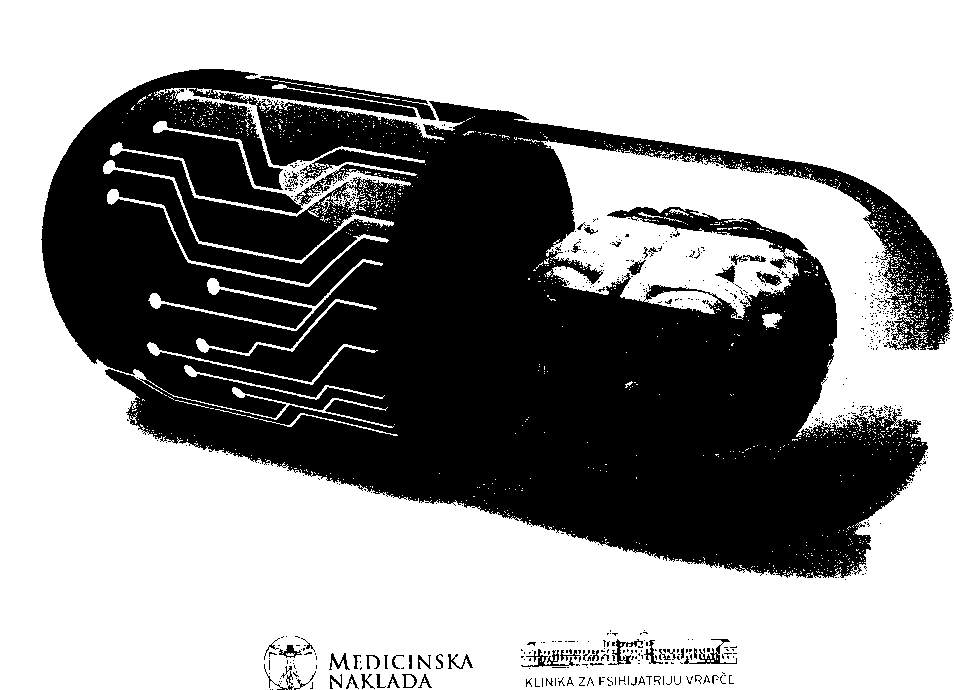 MEDICINSKA
NAKLADA
KLINIKA ZA PSIHIJATRIJU VRAPČE